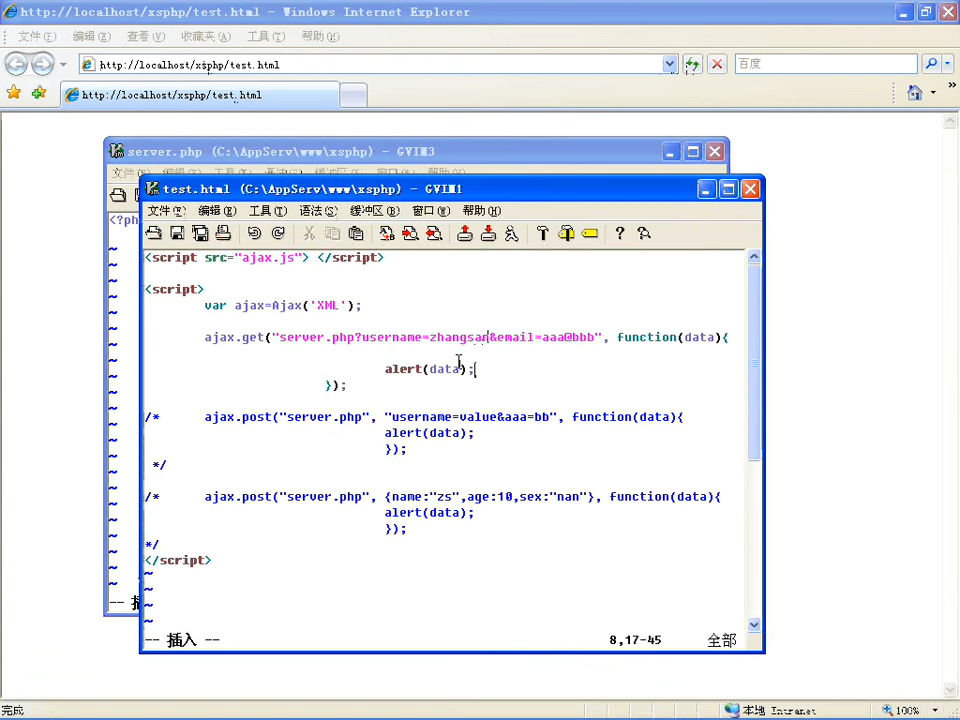 http://localhost/xsphp/test.html - Windows Internet Explorer
文件(F) 编辑(E) 查看(V) 收藏夹(A) 工具(T) 帮助(H)
http://localhost/xsphp/test.html
百度
http://localhost/xsphp/test.html
server.php (C:\AppServ\www\xsphp) - GVIM3
<?ph
test.html (C:\AppServ\www\xsphp) - GVIM1
文件(F) 编辑(E) 工具(T) 语法(S) 缓冲区(B) 窗口(W) 帮助(H)
<script src="ajax.js"> </script>
<script>
var ajax=Ajax('XML');
ajax.get("server.php?username=zhangsan&email=aaa@bbb", function(data){
alert(data);
});
/* ajax.post("server.php", "username=value&aaa=bb", function(data){
alert(data);
});
*/
/* ajax.post("server.php", {name:"zs",age:10,sex:"nan"}, function(data){
alert(data);
});
*/
</script>
~
~
~
~
-- 插入 -- 8,17-45 全部
完成 本地 Intranet 100%